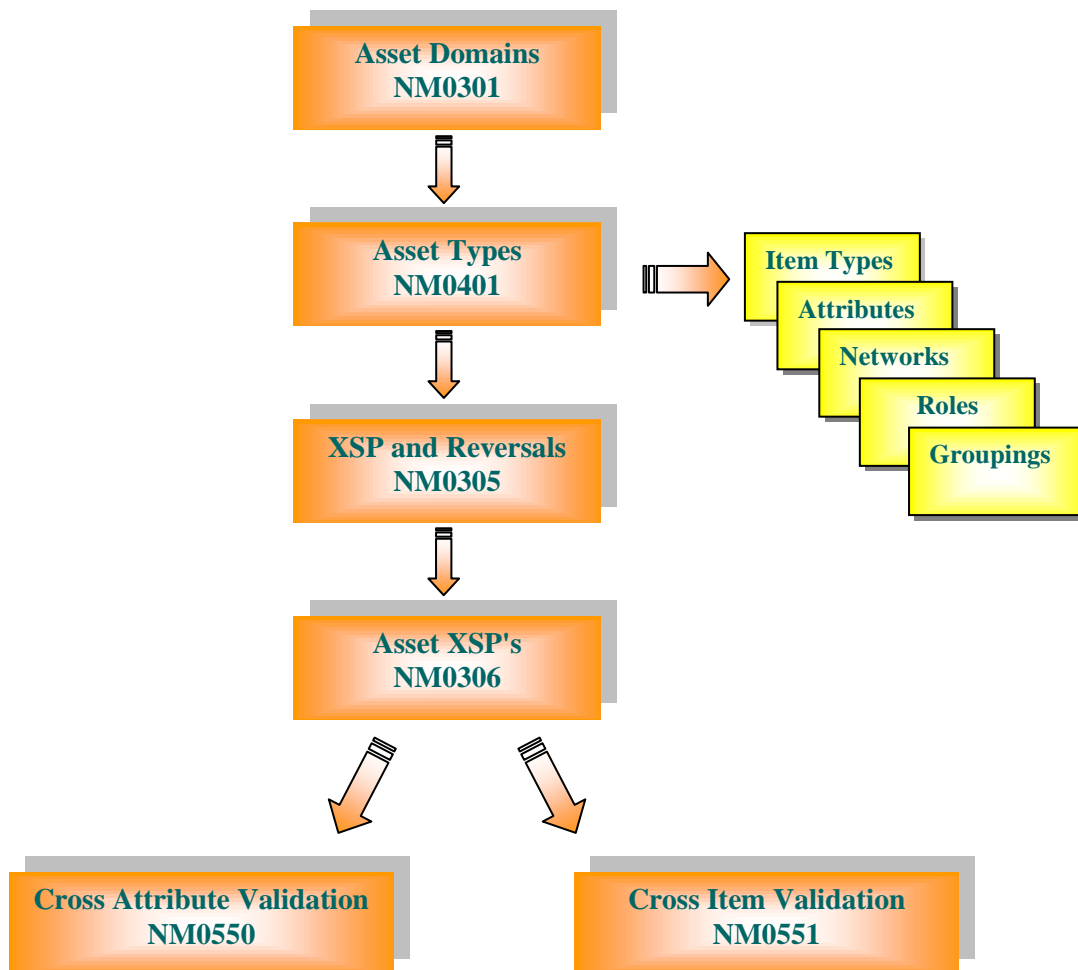 Asset Domains
NM0301
Asset Types
NM0401
Item Types
Attributes
Networks
Roles
Groupings
XSP and Reversals
NM0305
Asset XSP's
NM0306
Cross Attribute Validation
NM0550
Cross Item Validation
NM0551